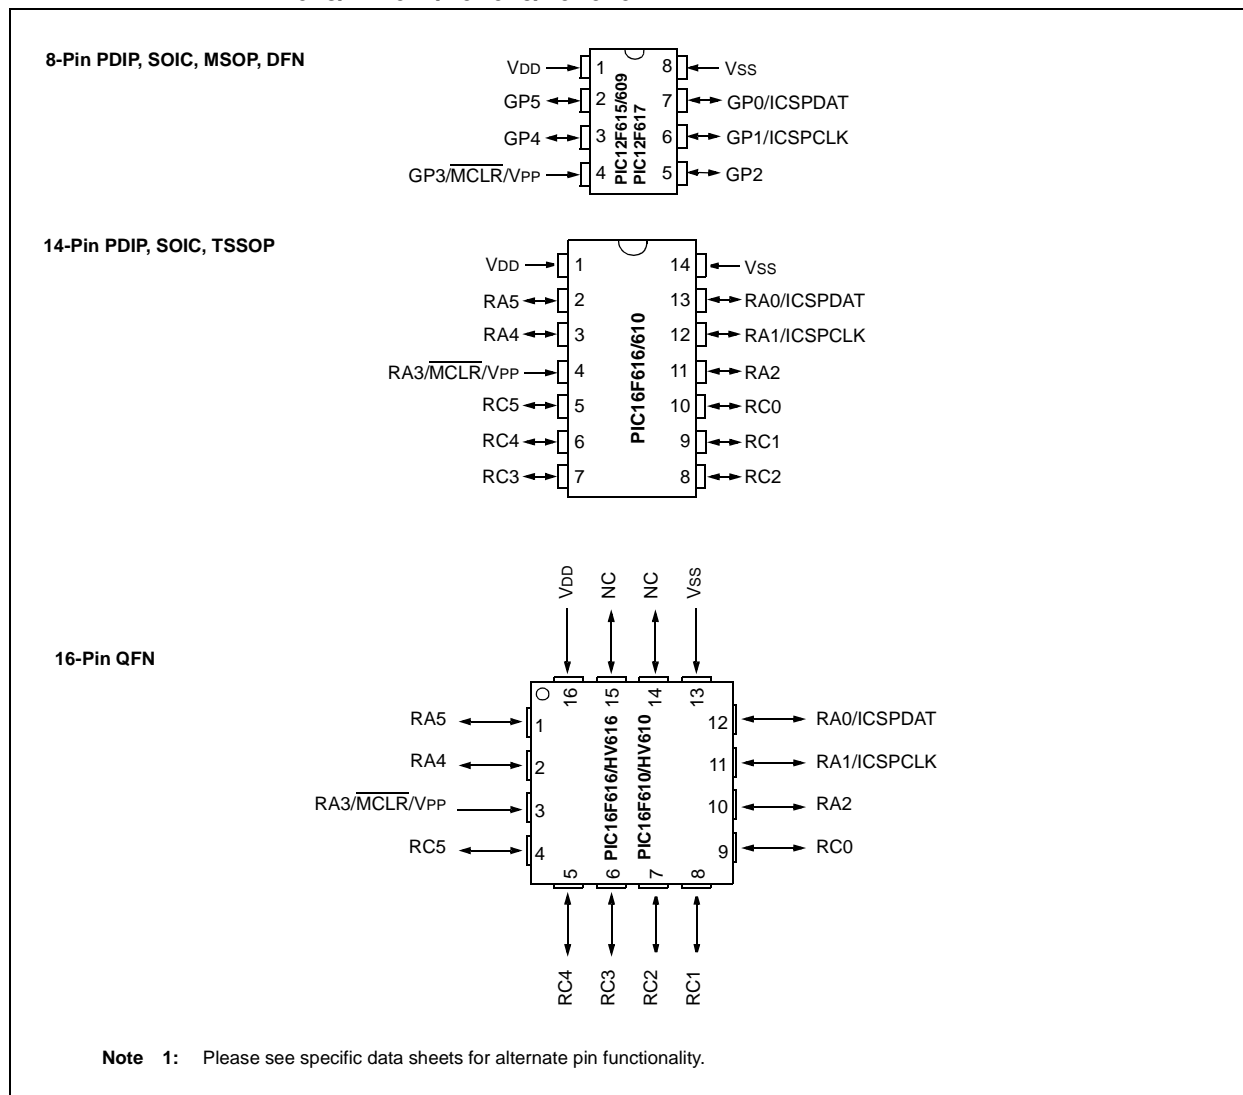 8-Pin PDIP, SOIC, MSOP, DFN
VDD 1 8 VSS
GP5 2 7 GP0/ICSPDAT
GP4 3 6 GP1/ICSPCLK
GP3/MCLR/VPP 4 5 GP2
PIC12F615/609
PIC12F617
14-Pin PDIP, SOIC, TSSOP
VDD 1 14 VSS
RA5 2 13 RA0/ICSPDAT
RA4 3 12 RA1/ICSPCLK
RA3/MCLR/VPP 4 11 RA2
RC5 5 10 RC0
RC4 6 9 RC1
RC3 7 8 RC2
PIC16F616/610
16-Pin QFN
VDD NC NC VSS
16 15 14 13
RA5 1 12 RA0/ICSPDAT
RA4 2 11 RA1/ICSPCLK
RA3/MCLR/VPP 3 10 RA2
RC5 4 9 RC0
PIC16F616/HV616
PIC16F610/HV610
5 6 7 8
RC4 RC3 RC2 RC1
Note 1: Please see specific data sheets for alternate pin functionality.